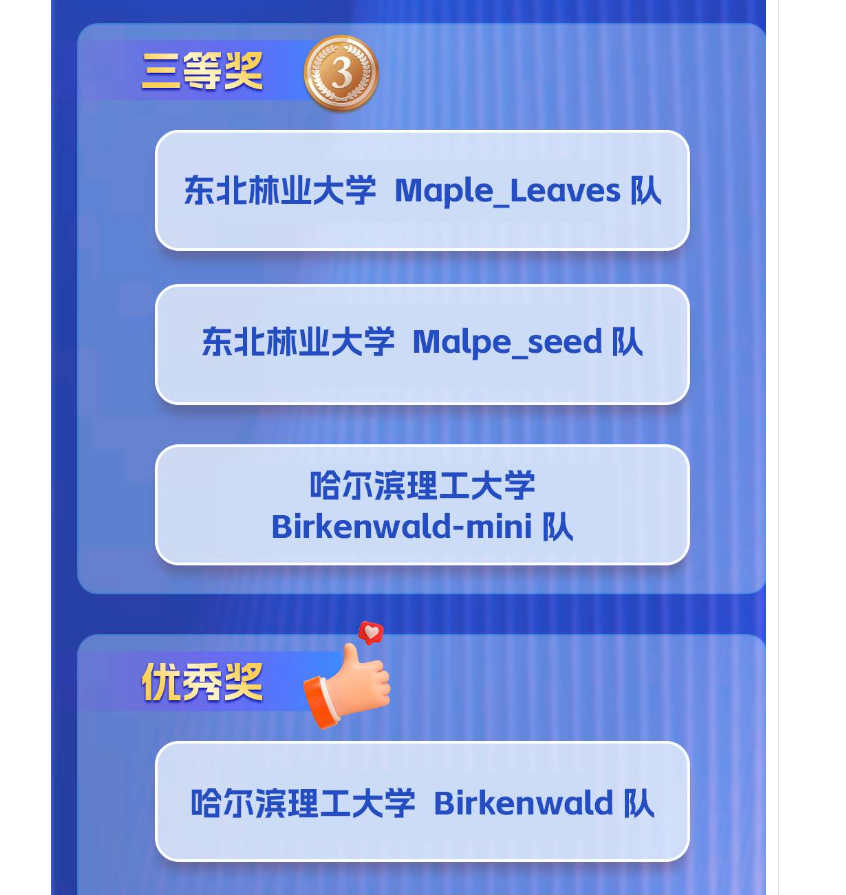 三等奖
3
东北林业大学 Maple_Leaves 队
东北林业大学 Malpe_seed 队
哈尔滨理工大学
Birkenwald-mini 队
优秀奖
哈尔滨理工大学 Birkenwald 队